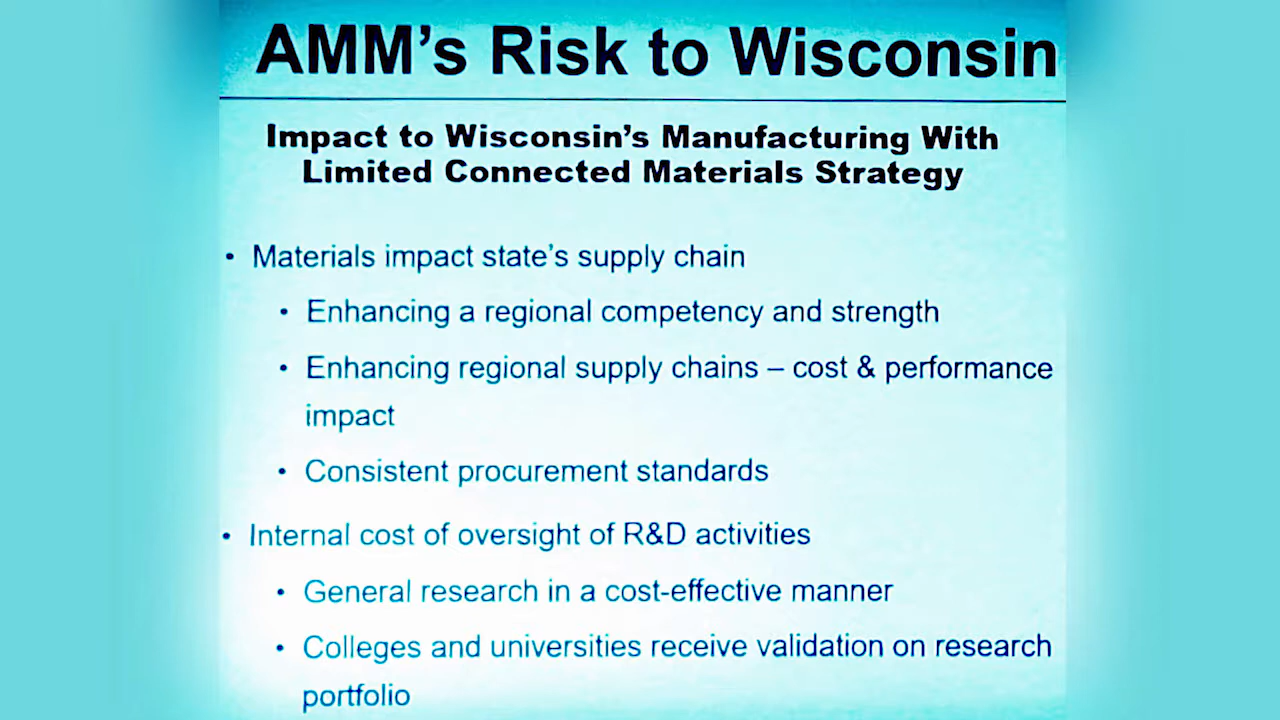 AMM’s Risk to Wisconsin
Impact to Wisconsin’s Manufacturing With
Limited Connected Materials Strategy
• Materials impact state’s supply chain
• Enhancing a regional competency and strength
• Enhancing regional supply chains – cost & performance
impact
• Consistent procurement standards
• Internal cost of oversight of R&D activities
• General research in a cost-effective manner
• Colleges and universities receive validation on research
portfolio